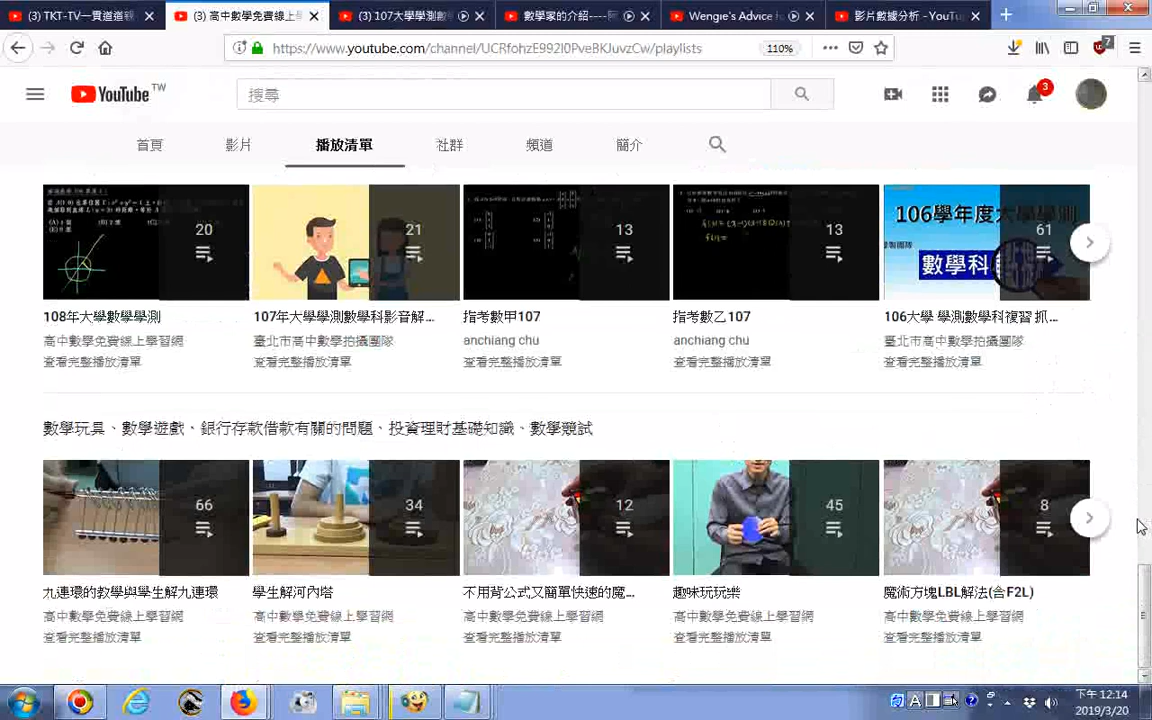 (3) TKT-TV一貫道道親
(3) 高中數學免費線上
(3) 107大學學測數
數學家的介紹----阿
Wengie's Advice
影片數據分析 - YouTu
https://www.youtube.com/channel/UCRfohzE992l0PveBKJuvzCw/playlists
110%
7
YouTube TW
搜尋
3
首頁
影片
播放清單
社群
頻道
簡介
20
21
13
13
106學年度大學學測
61
數學科
108年大學數學學測
107年大學學測數學科影音解...
指考數甲107
指考數乙107
106大學 學測數學科複習 抓...
高中數學免費線上學習網
臺北市高中數學拍攝團隊
anchiang chu
anchiang chu
臺北市高中數學拍攝團隊
查看完整播放清單
查看完整播放清單
查看完整播放清單
查看完整播放清單
查看完整播放清單
數學玩具、數學遊戲、銀行存款借款有關的問題、投資理財基礎知識、數學競試
66
34
12
45
8
九連環的教學與學生解九連環
學生解河內塔
不用背公式又簡單快速的魔...
趣味玩玩樂
魔術方塊LBL解法(含F2L)
高中數學免費線上學習網
高中數學免費線上學習網
高中數學免費線上學習網
高中數學免費線上學習網
高中數學免費線上學習網
查看完整播放清單
查看完整播放清單
查看完整播放清單
查看完整播放清單
查看完整播放清單
下午 12:14
2019/3/20